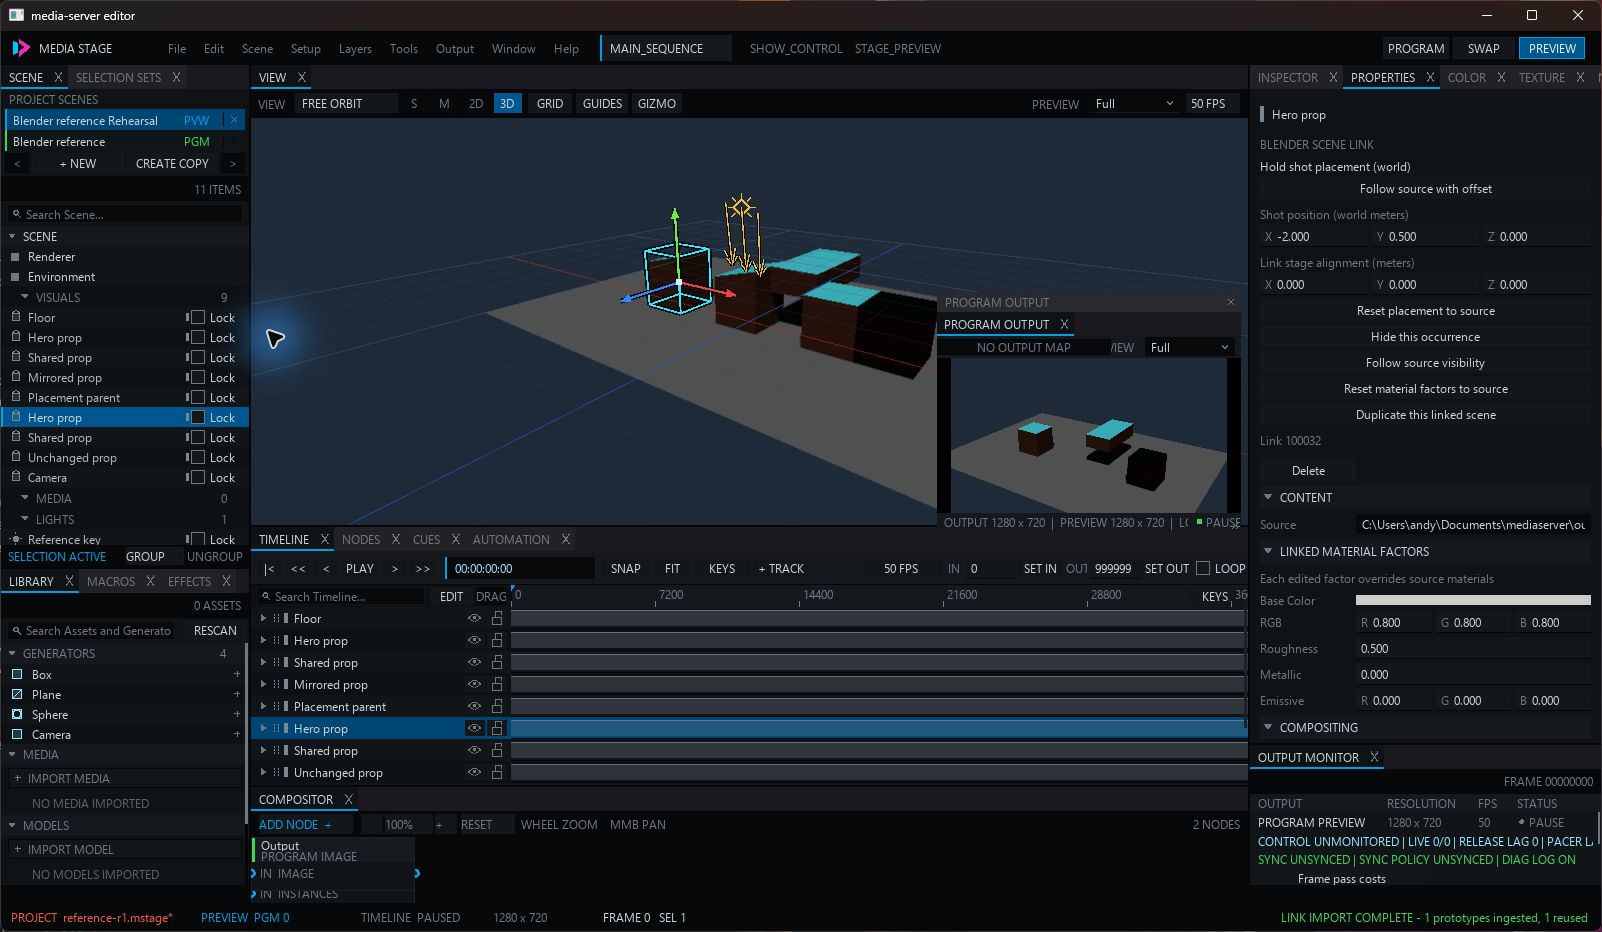 media-server editor
MEDIA STAGE File Edit Scene Setup Layers Tools Output Window Help MAIN_SEQUENCE SHOW_CONTROL STAGE_PREVIEW PROGRAM SWAP PREVIEW
SCENE X SELECTION SETS X
PROJECT SCENES
Blender reference Rehearsal PVW
Blender reference PGM
< + NEW CREATE COPY >
11 ITEMS
Search Scene...
SCENE
Renderer
Environment
VISUALS 9
Floor Lock
Hero prop Lock
Shared prop Lock
Mirrored prop Lock
Placement parent Lock
Hero prop Lock
Shared prop Lock
Unchanged prop Lock
Camera Lock
MEDIA 0
LIGHTS 1
Reference key Lock
SELECTION ACTIVE GROUP UNGROUP
LIBRARY X MACROS X EFFECTS X
0 ASSETS
Search Assets and Generato RESCAN
GENERATORS 4
Box +
Plane +
Sphere +
Camera +
MEDIA
+ IMPORT MEDIA
NO MEDIA IMPORTED
MODELS
+ IMPORT MODEL
NO MODELS IMPORTED
VIEW X
VIEW FREE ORBIT S M 2D 3D GRID GUIDES GIZMO PREVIEW Full 50 FPS
PROGRAM OUTPUT ×
PROGRAM OUTPUT X
NO OUTPUT MAP VIEW Full
OUTPUT 1280 x 720 | PREVIEW 1280 x 720 | LC PAUSE
TIMELINE X NODES X CUES X AUTOMATION X
|< << < PLAY > >> 00:00:00:00 SNAP FIT KEYS + TRACK 50 FPS IN 0 SET IN OUT 999999 SET OUT LOOP
Search Timeline... EDIT DRAG 0 7200 14400 21600 28800 KEYS 360
Floor
Hero prop
Shared prop
Mirrored prop
Placement parent
Hero prop
Shared prop
Unchanged prop
COMPOSITOR X
ADD NODE + 100% + RESET WHEEL ZOOM MMB PAN 2 NODES
Output
PROGRAM IMAGE
IN IMAGE
IN INSTANCES
INSPECTOR X PROPERTIES X COLOR X TEXTURE X
Hero prop
BLENDER SCENE LINK
Hold shot placement (world)
Follow source with offset
Shot position (world meters)
X -2.000 Y 0.500 Z 0.000
Link stage alignment (meters)
X 0.000 Y 0.000 Z 0.000
Reset placement to source
Hide this occurrence
Follow source visibility
Reset material factors to source
Duplicate this linked scene
Link 100032
Delete
CONTENT
Source C:\Users\andy\Documents\mediaserver\ou
LINKED MATERIAL FACTORS
Each edited factor overrides source materials
Base Color
RGB R 0.800 G 0.800 B 0.800
Roughness 0.500
Metallic 0.000
Emissive R 0.000 G 0.000 B 0.000
COMPOSITING
OUTPUT MONITOR X
FRAME 00000000
OUTPUT RESOLUTION FPS STATUS
PROGRAM PREVIEW 1280 x 720 50 PAUSE
CONTROL UNMONITORED | LIVE 0/0 | RELEASE LAG 0 | PACER LA
SYNC UNSYNCED | SYNC POLICY UNSYNCED | DIAG LOG ON
Frame pass costs
PROJECT reference-r1.mstage* PREVIEW PGM 0 TIMELINE PAUSED 1280 x 720 FRAME 0 SEL 1 LINK IMPORT COMPLETE - 1 prototypes ingested, 1 reused